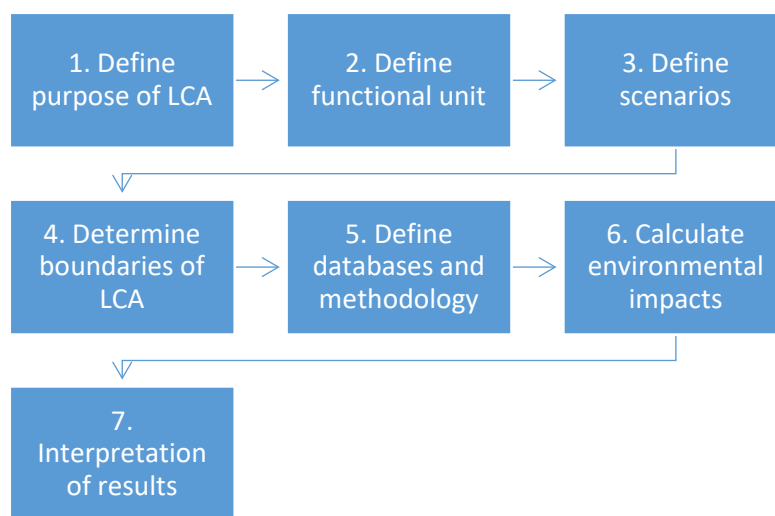 1. Define
purpose of LCA
2. Define
functional unit
3. Define
scenarios
4. Determine
boundaries of
LCA
5. Define
databases and
methodology
6. Calculate
environmental
impacts
7.
Interpretation
of results